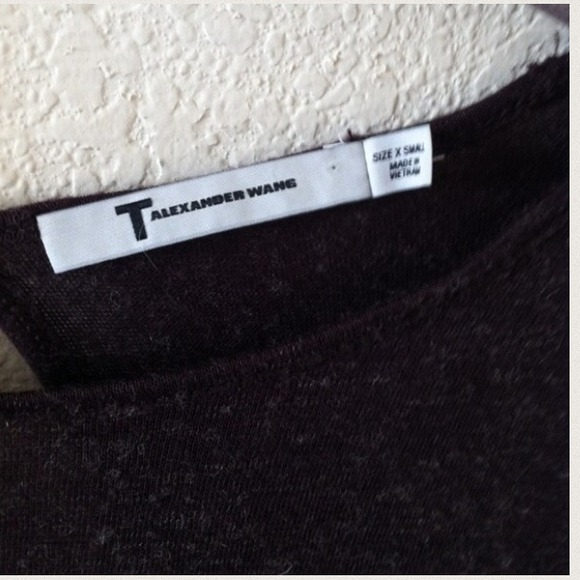 T ALEXANDER WANG
SIZE X SMALL
MADE IN
VIETNAM